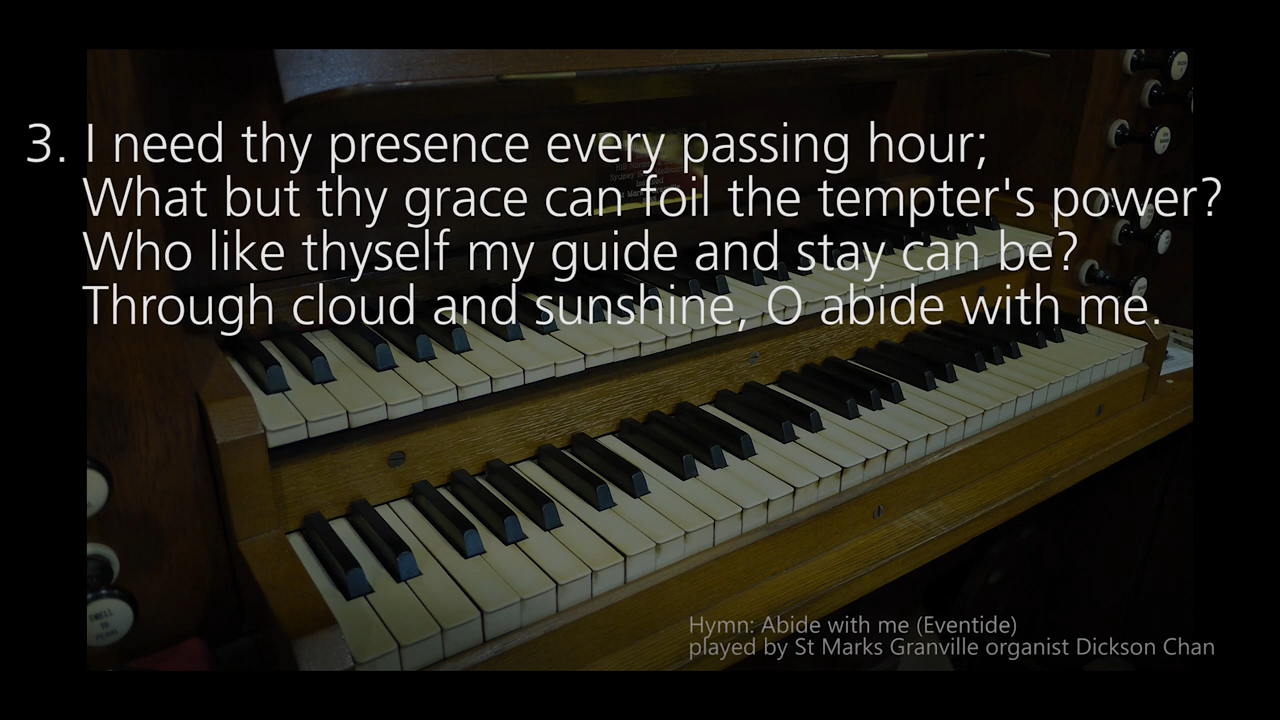 3. I need thy presence every passing hour;
What but thy grace can foil the tempter's power?
Who like thyself my guide and stay can be?
Through cloud and sunshine, O abide with me.
SWELL
TO
Hymn: Abide with me (Eventide)
played by St Marks Granville organist Dickson Chan